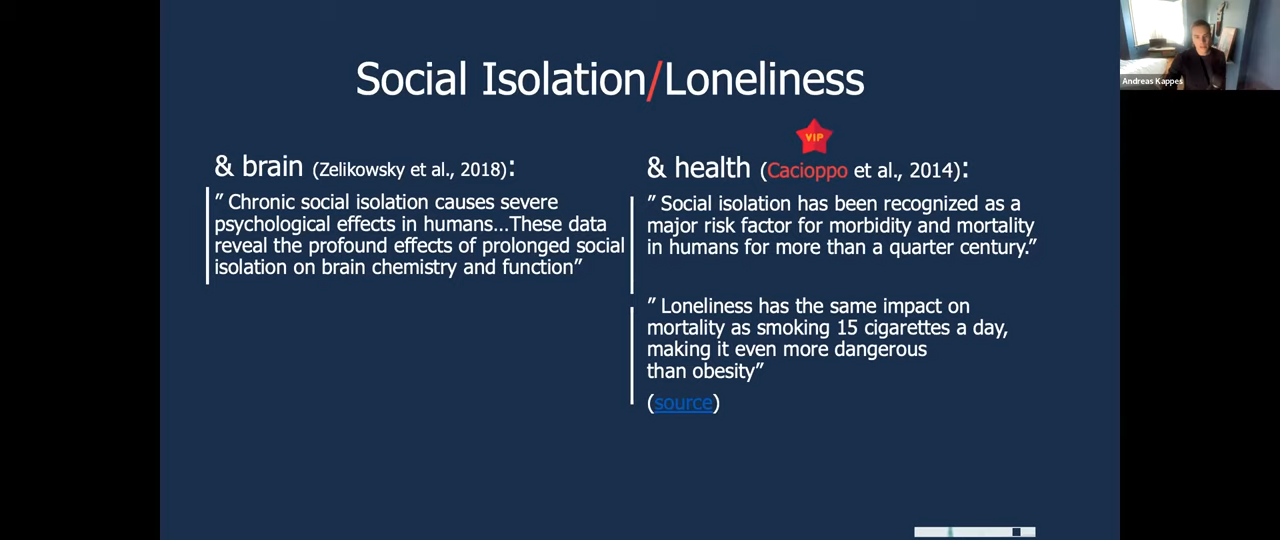 Social Isolation/Loneliness
& brain (Zelikowsky et al., 2018):
” Chronic social isolation causes severe
psychological effects in humans...These data
reveal the profound effects of prolonged social
isolation on brain chemistry and function”
VIP
& health (Cacioppo et al., 2014):
” Social isolation has been recognized as a
major risk factor for morbidity and mortality
in humans for more than a quarter century.”
” Loneliness has the same impact on
mortality as smoking 15 cigarettes a day,
making it even more dangerous
than obesity”
(source)
Andreas Kappes